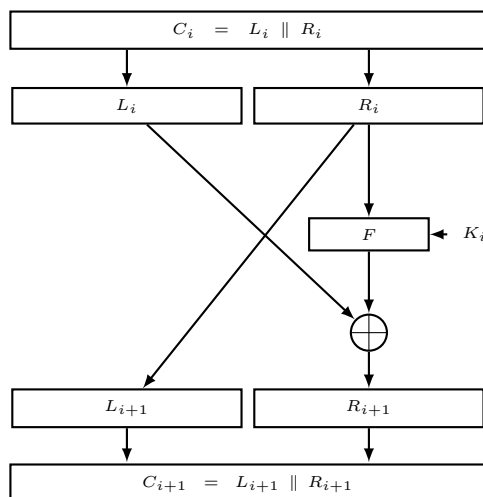 C_i = L_i ∥ R_i
L_i R_i
F K_i
L_{i+1} R_{i+1}
C_{i+1} = L_{i+1} ∥ R_{i+1}